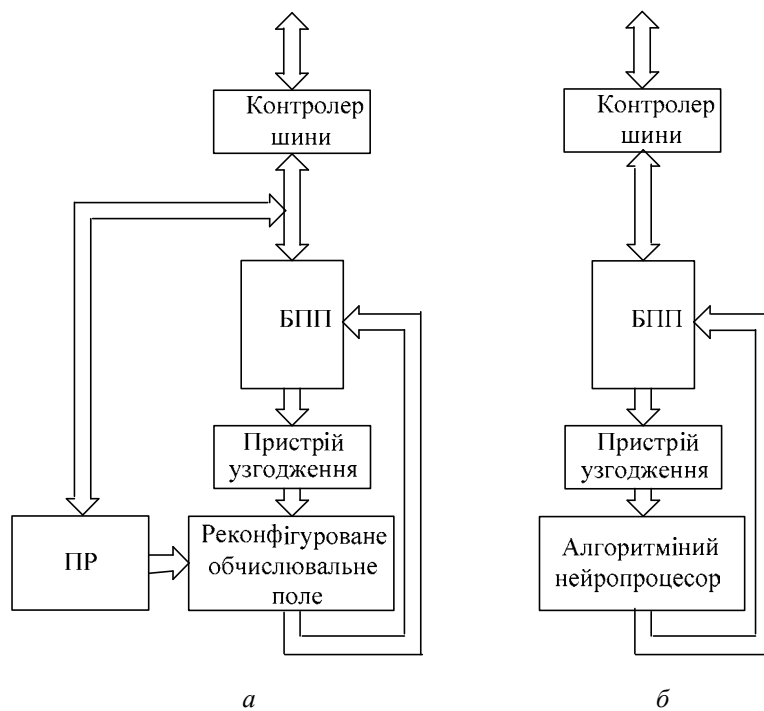 Контролер
шини
БПП
Пристрій
узгодження
ПР
Реконфігуроване
обчислювальне
поле
а
Контролер
шини
БПП
Пристрій
узгодження
Алгоритміний
нейропроцесор
б